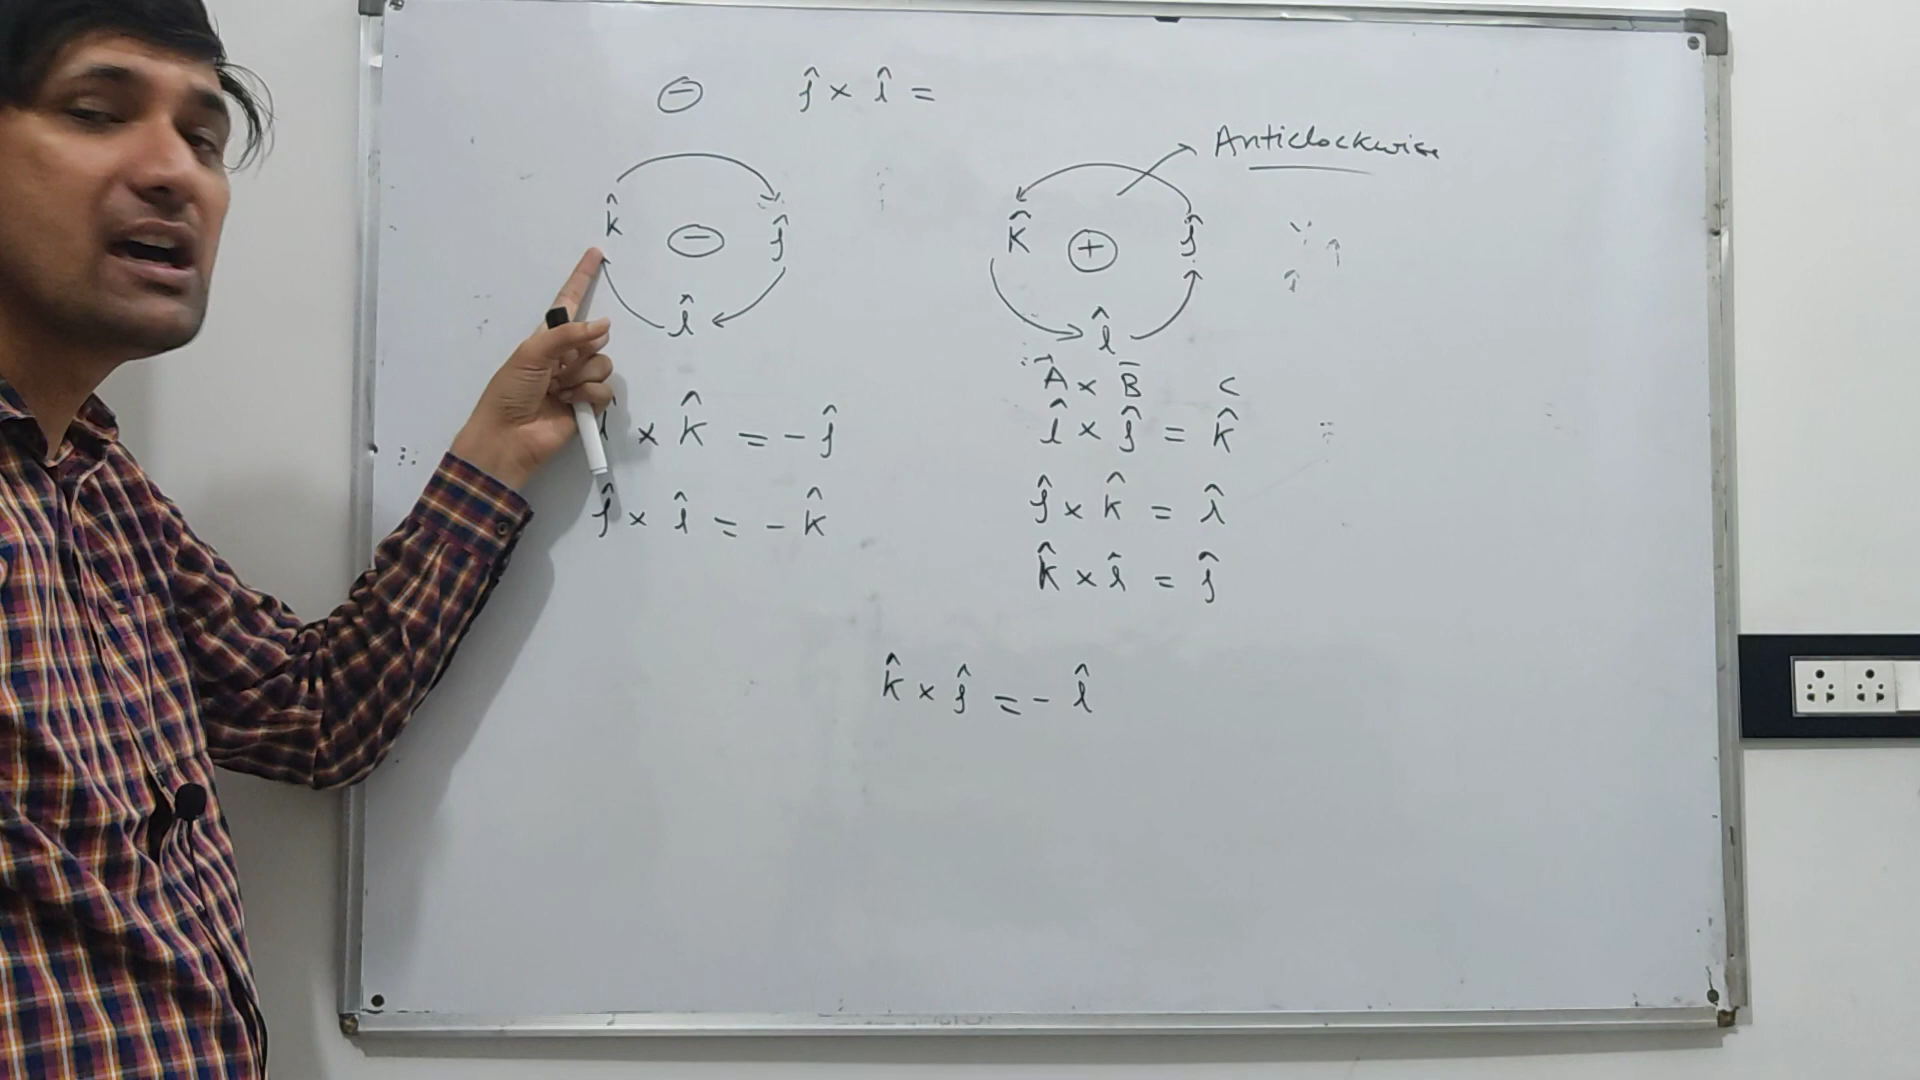 ⊖ ĵ × î =
Anticlockwise
k̂ ⊖ ĵ
î
k̂ ⊕ ĵ
î
A⃗ × B̅ C
î × k̂ = - ĵ
î × ĵ = k̂
ĵ × î = - k̂
ĵ × k̂ = î
k̂ × î = ĵ
k̂ × ĵ = - î